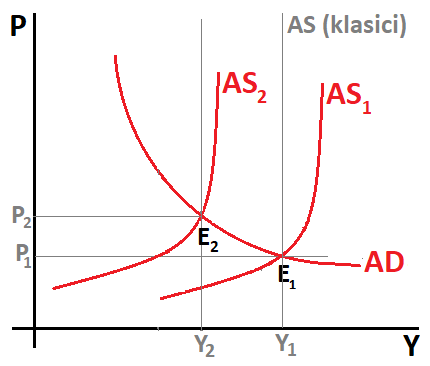 P
AS (klasici)
AS₂
AS₁
P₂
E₂
P₁
E₁
AD
Y₂
Y₁
Y